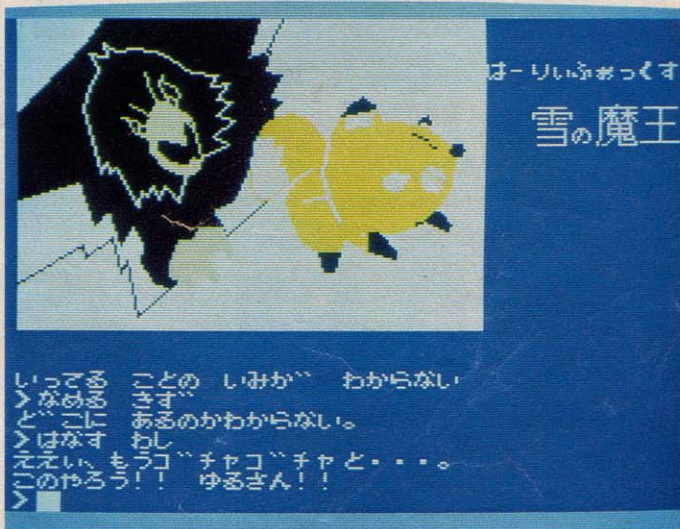 はーりぃふぉっくす
雪の魔王
いってる ことの いみが わからない
>なめる きず
どこに あるのかわからない。
>はなす わし
ええい、もうゴチャゴチャと・・・。
このやろう!! ゆるさん!!
>